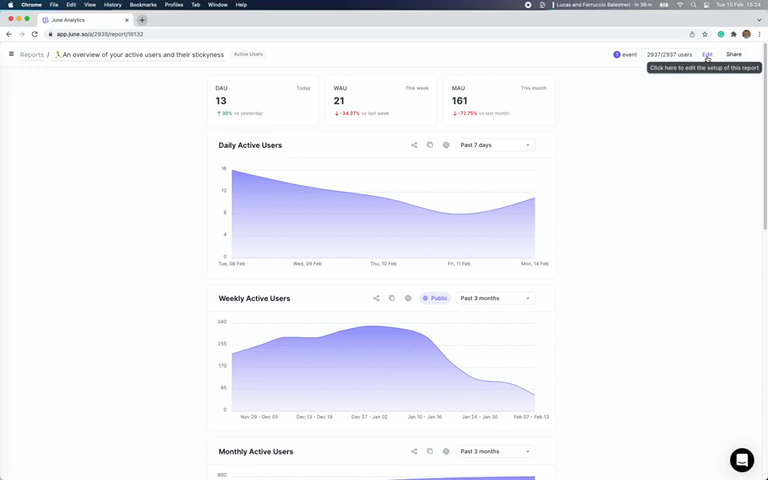 Chrome File Edit View History Bookmarks Profiles Tab Window Help
Lucas and Ferruccio Balestreri · in 56 m
Tue 15 Feb 15:04
June Analytics
app.june.so/a/2935/report/16132
Reports / An overview of your active users and their stickyness Active Users
event 2937/2937 users Edit Share
Click here to edit the setup of this report
DAU Today
13
30% vs yesterday
WAU This week
21
-34.37% vs last week
MAU This month
161
-72.75% vs last month
Daily Active Users Past 7 days
16
12
8
4
0
Tue, 08 Feb Wed, 09 Feb Thu, 10 Feb Fri, 11 Feb Mon, 14 Feb
Weekly Active Users Public Past 3 months
340
255
170
85
0
Nov 29 - Dec 05 Dec 13 - Dec 19 Dec 27 - Jan 02 Jan 10 - Jan 16 Jan 24 - Jan 30 Feb 07 - Feb 13
Monthly Active Users Past 3 months